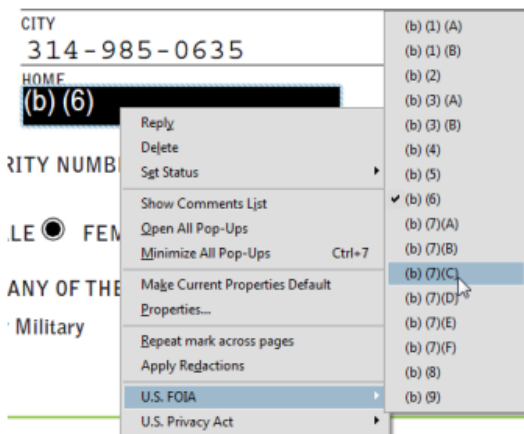 CITY
314-985-0635
HOME
(b) (6)
RITY NUMB
LE FEM
ANY OF THE
Military
Reply
Delete
Set Status
Show Comments List
Open All Pop-Ups
Minimize All Pop-Ups Ctrl+7
Make Current Properties Default
Properties...
Repeat mark across pages
Apply Redactions
U.S. FOIA
U.S. Privacy Act
(b) (1) (A)
(b) (1) (B)
(b) (2)
(b) (3) (A)
(b) (3) (B)
(b) (4)
(b) (5)
(b) (6)
(b) (7)(A)
(b) (7)(B)
(b) (7)(C)
(b) (7)(D)
(b) (7)(E)
(b) (7)(F)
(b) (8)
(b) (9)